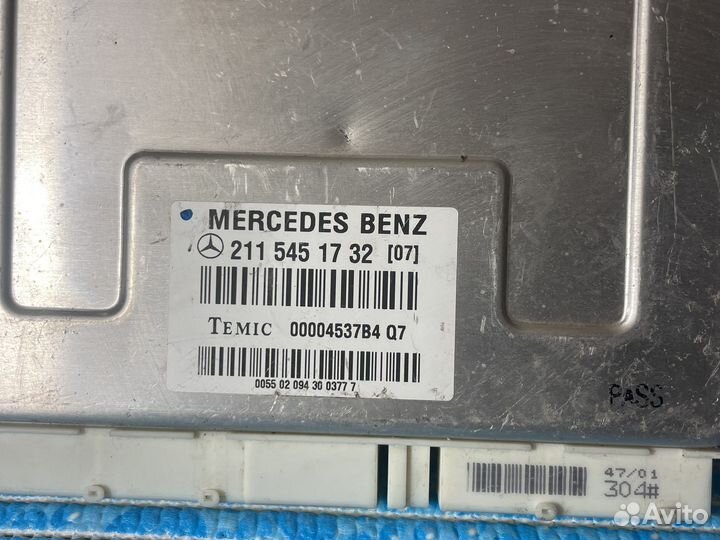 MERCEDES BENZ
211 545 17 32 [07]
TEMIC 00004537B4 Q7
0055 02 094 30 0377 7
PASS
47/01
304#
Avito